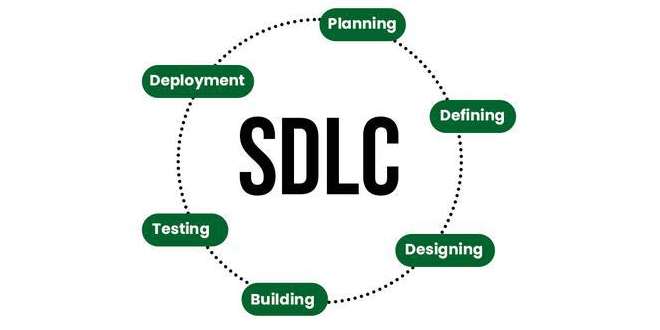 Planning
Deployment
Defining
SDLC
Testing
Designing
Building